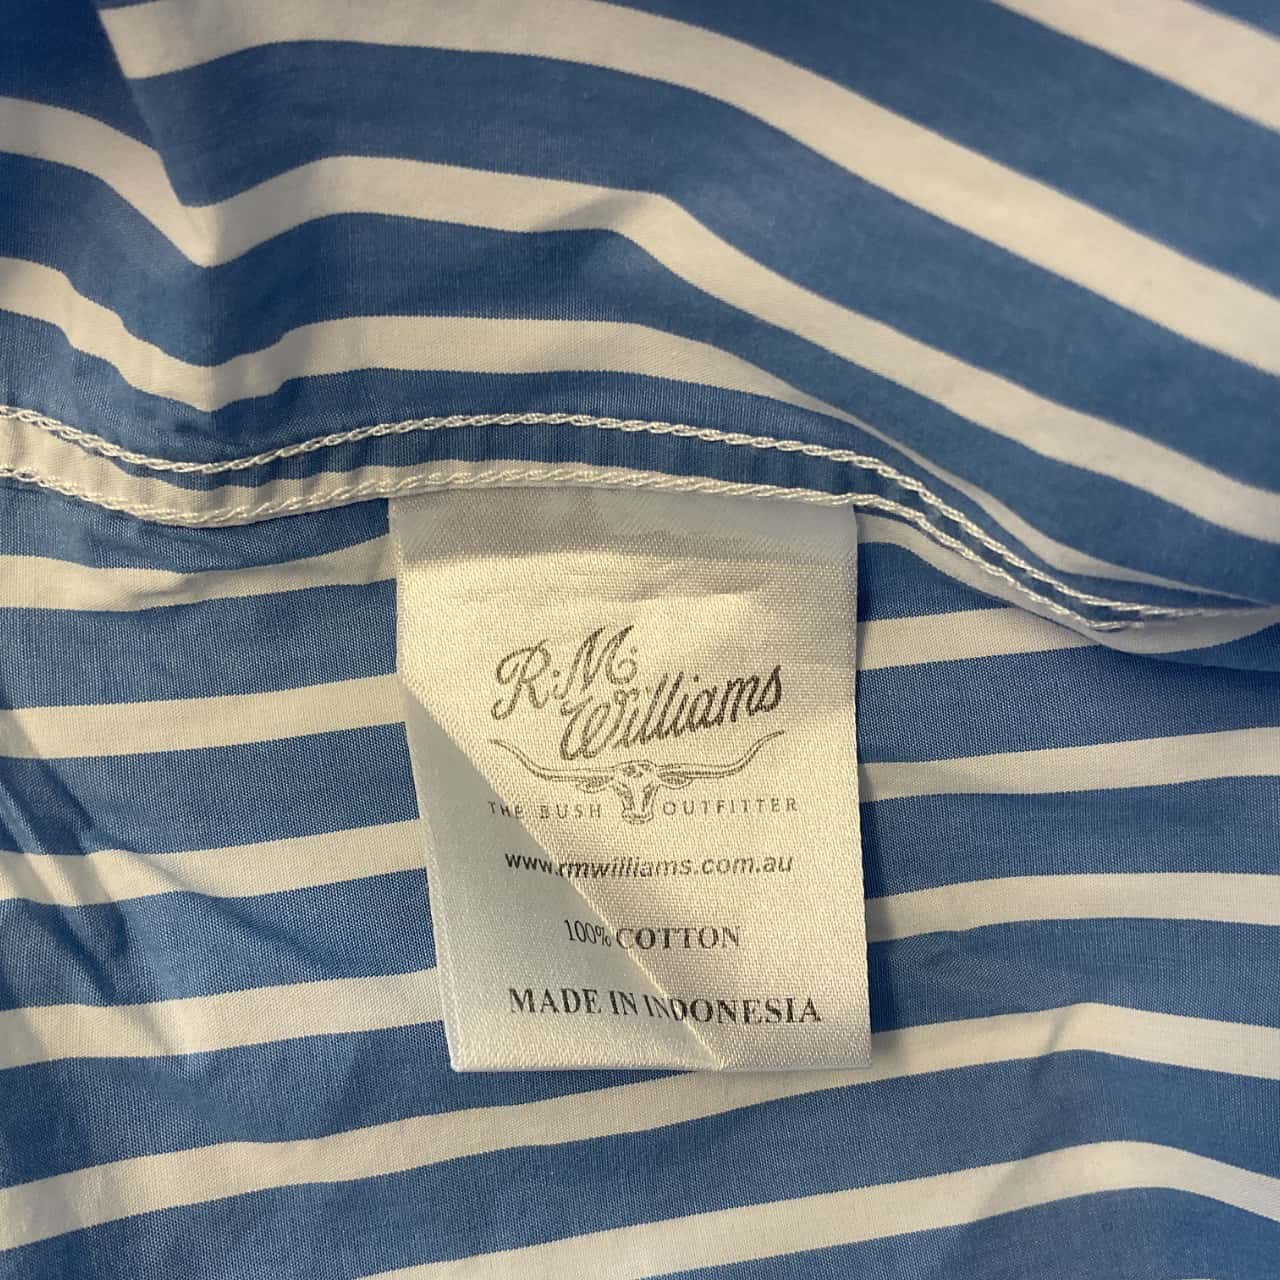 R.M.
Williams
THE BUSH OUTFITTER
www.rmwilliams.com.au
100% COTTON
MADE IN INDONESIA